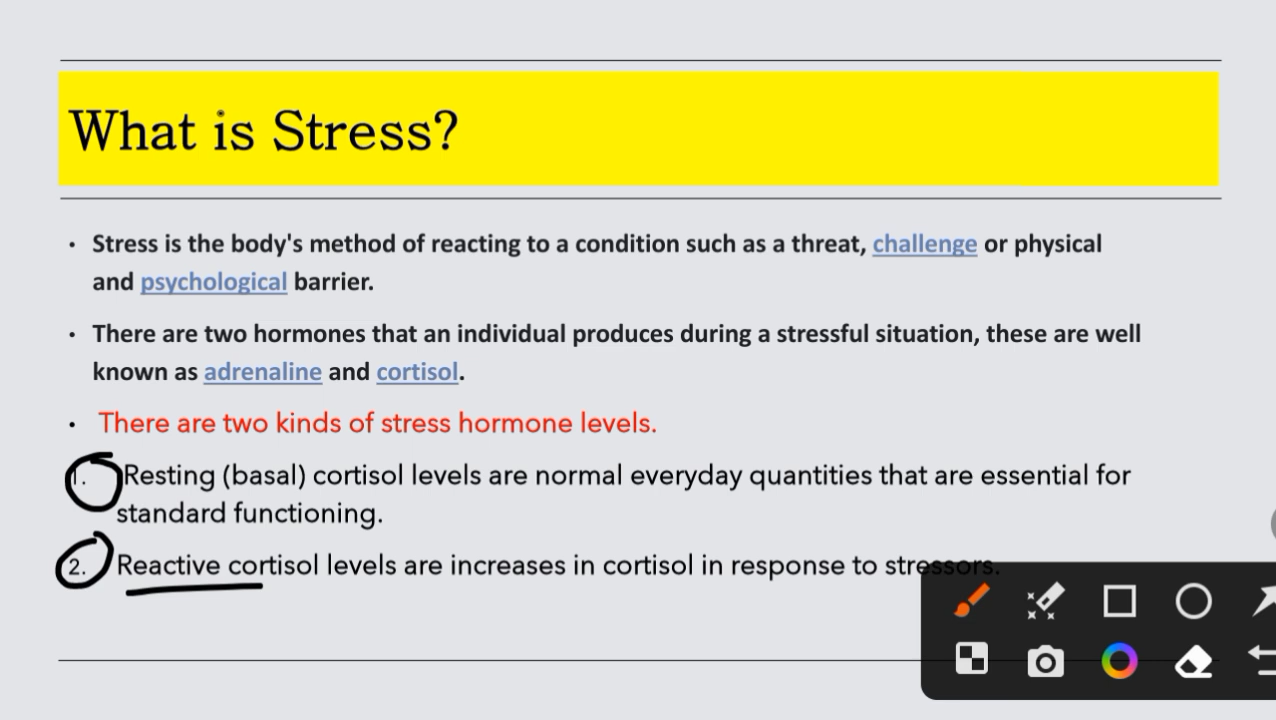 What is Stress?
• Stress is the body's method of reacting to a condition such as a threat, challenge or physical
and psychological barrier.
• There are two hormones that an individual produces during a stressful situation, these are well
known as adrenaline and cortisol.
• There are two kinds of stress hormone levels.
1. Resting (basal) cortisol levels are normal everyday quantities that are essential for
standard functioning.
2. Reactive cortisol levels are increases in cortisol in response to stressors.